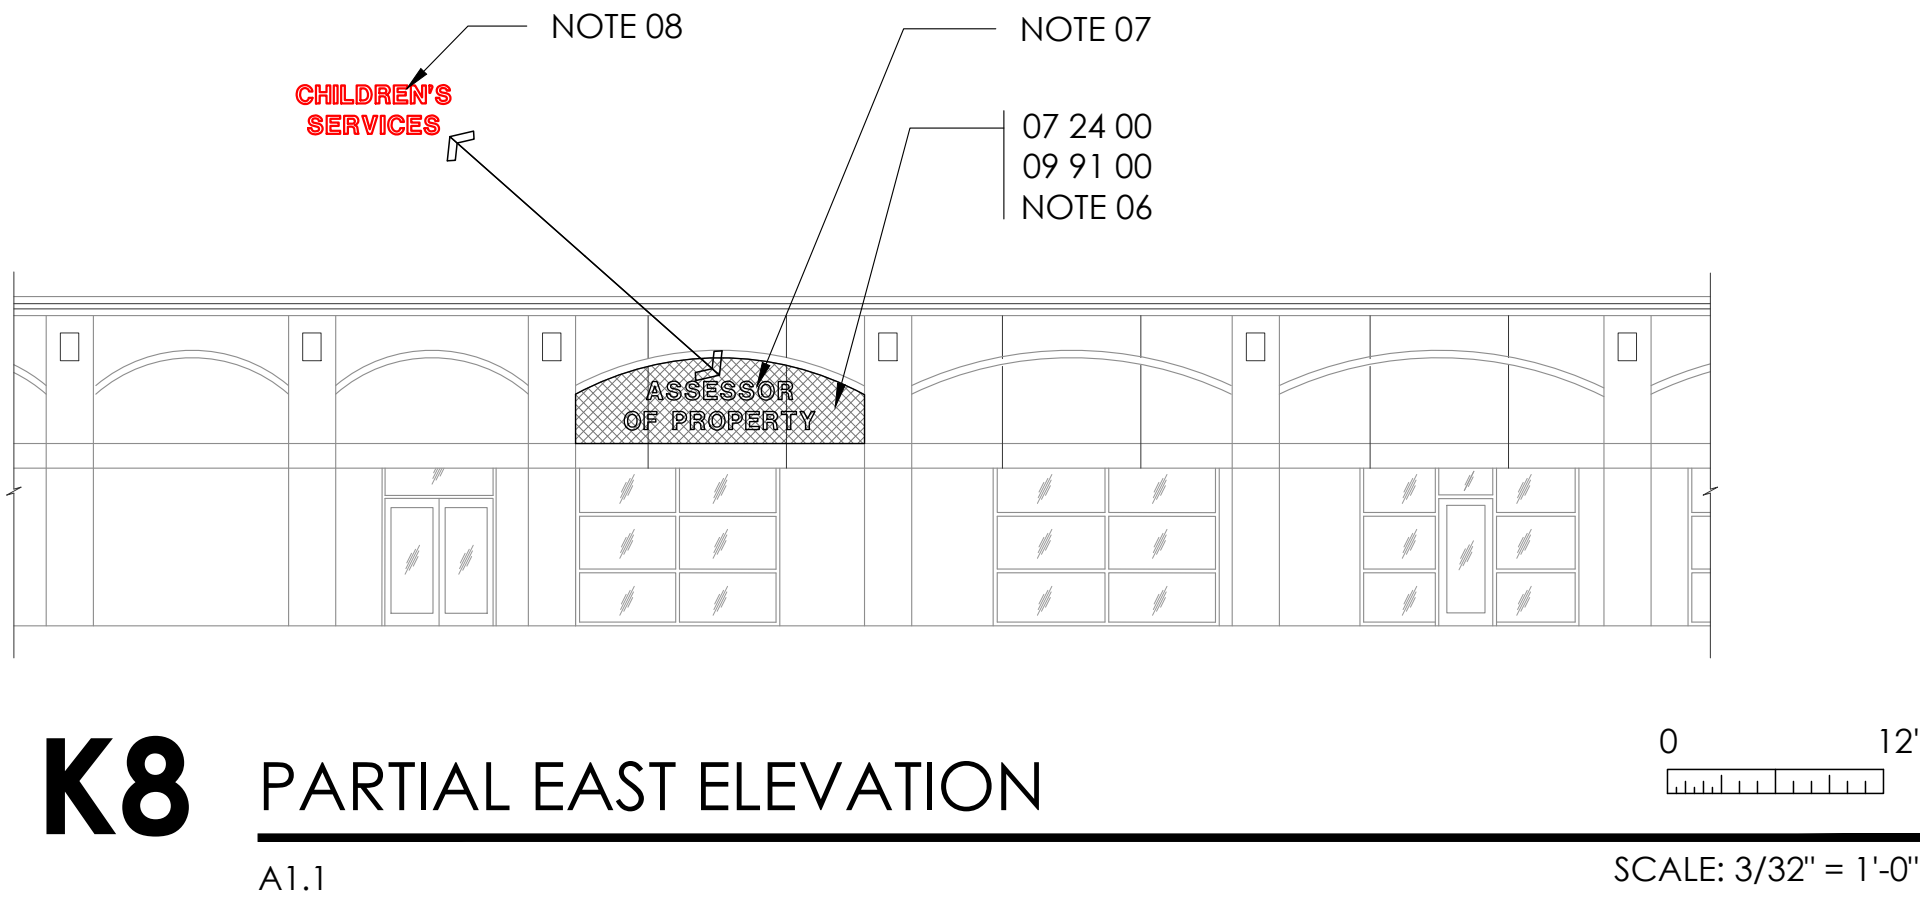 NOTE 08
NOTE 07
CHILDREN'S
SERVICES
07 24 00
09 91 00
NOTE 06
ASSESSOR
OF PROPERTY
K8
PARTIAL EAST ELEVATION
0
12'
A1.1
SCALE: 3/32" = 1'-0"